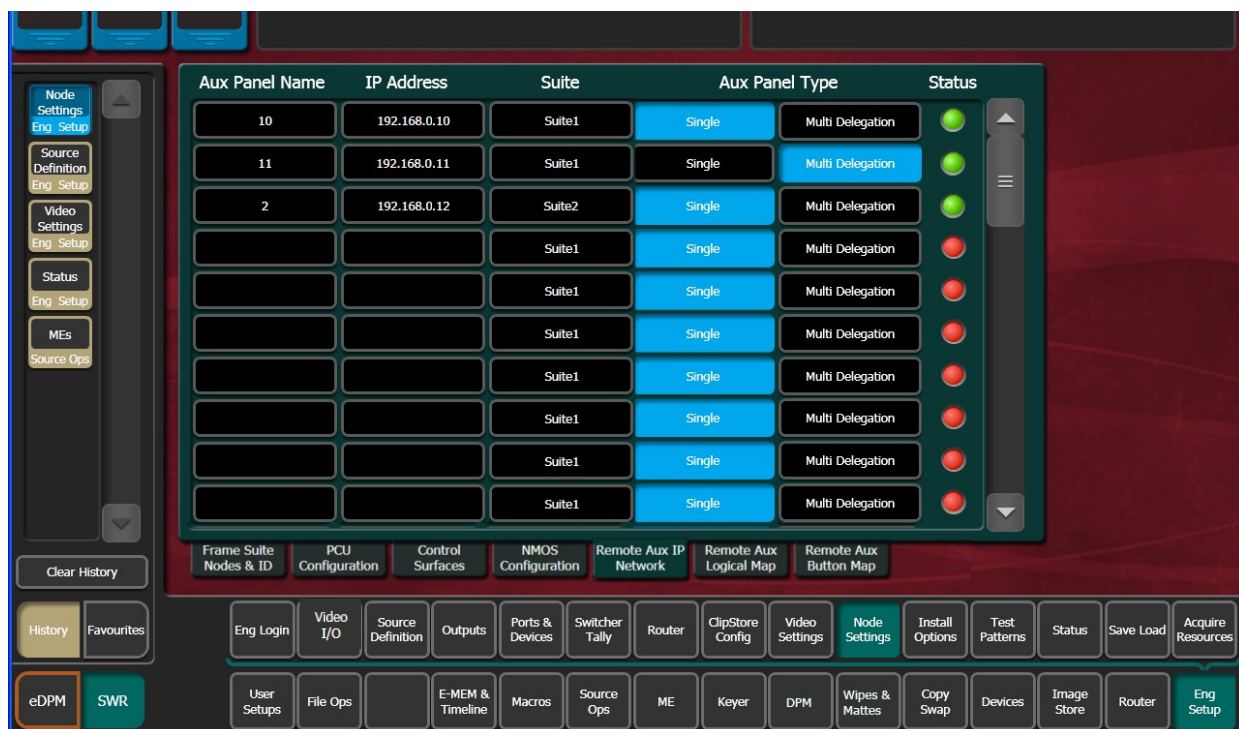 Aux Panel Name IP Address Suite Aux Panel Type Status
10 192.168.0.10 Suite1 Single Multi Delegation
11 192.168.0.11 Suite1 Single Multi Delegation
2 192.168.0.12 Suite2 Single Multi Delegation
Suite1 Single Multi Delegation
Suite1 Single Multi Delegation
Suite1 Single Multi Delegation
Suite1 Single Multi Delegation
Suite1 Single Multi Delegation
Suite1 Single Multi Delegation
Suite1 Single Multi Delegation
Node
Settings
Eng Setup
Source
Definition
Eng Setup
Video
Settings
Eng Setup
Status
Eng Setup
MEs
Source Ops
Clear History
History
Favourites
eDPM
SWR
Frame Suite
Nodes & ID
PCU
Configuration
Control
Surfaces
NMOS
Configuration
Remote Aux IP
Network
Remote Aux
Logical Map
Remote Aux
Button Map
Eng Login
Video
I/O
Source
Definition
Outputs
Ports &
Devices
Switcher
Tally
Router
ClipStore
Config
Video
Settings
Node
Settings
Install
Options
Test
Patterns
Status
Save Load
Acquire
Resources
User
Setups
File Ops
E-MEM &
Timeline
Macros
Source
Ops
ME
Keyer
DPM
Wipes &
Mattes
Copy
Swap
Devices
Image
Store
Router
Eng
Setup